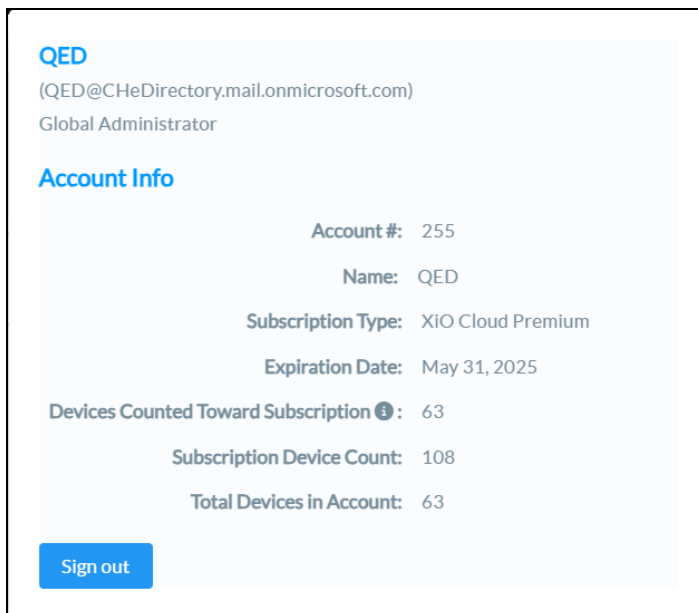 QED
(QED@CHeDirectory.mail.onmicrosoft.com)
Global Administrator
Account Info
Account #: 255
Name: QED
Subscription Type: XiO Cloud Premium
Expiration Date: May 31, 2025
Devices Counted Toward Subscription i : 63
Subscription Device Count: 108
Total Devices in Account: 63
Sign out